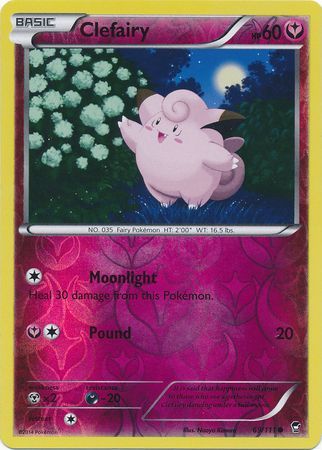 BASIC
Clefairy
HP60
NO. 035 Fairy Pokémon HT: 2'00" WT: 16.5 lbs.
Moonlight
Heal 30 damage from this Pokémon.
Pound 20
weakness
resistance
×2
-20
It is said that happiness will come
to those who see a gathering of
Clefairy dancing under a full moon.
retreat
©2014 Pokémon
Illus. Naoyo Kimura
69/111